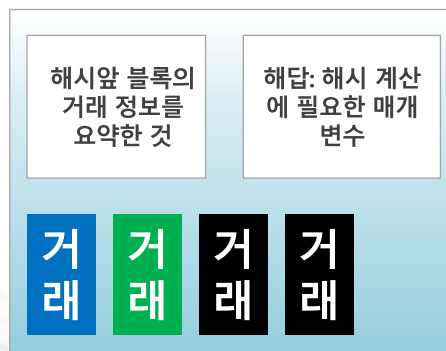 해시앞 블록의
거래 정보를
요약한 것
해답: 해시 계산
에 필요한 매개
변수
거래
거래
거래
거래